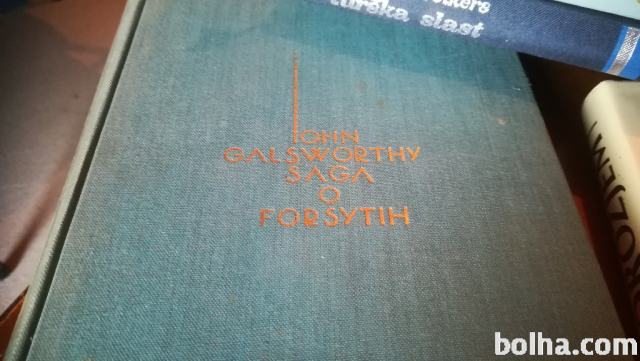 turška slast
JOHN
GALSWORTHY
SAGA
O
FORSYTIH
bolha.com